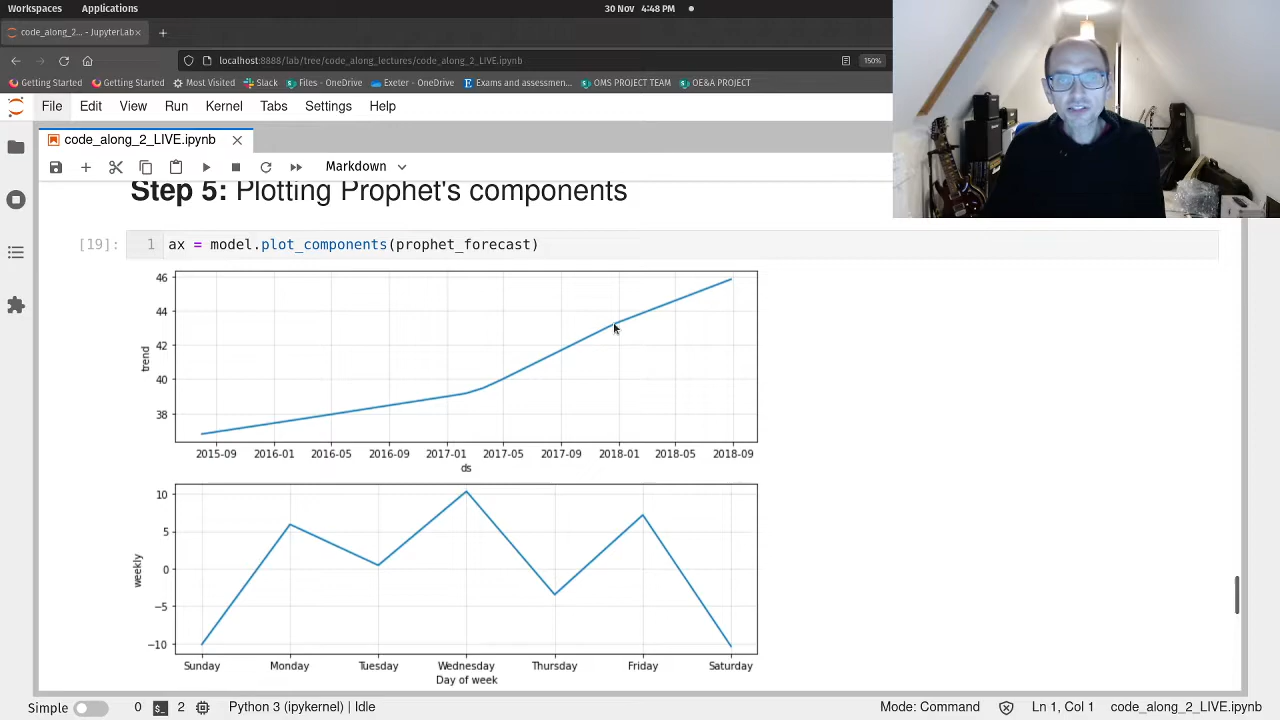 Workspaces Applications 30 Nov 4:48 PM
code_along_2... - JupyterLab
localhost:8888/lab/tree/code_along_lectures/code_along_2_LIVE.ipynb 150%
Getting Started Getting Started Most Visited Slack Files - OneDrive Exeter - OneDrive Exams and assessmen... OMS PROJECT TEAM OE&A PROJECT
File Edit View Run Kernel Tabs Settings Help
code_along_2_LIVE.ipynb
Markdown
Step 5: Plotting Prophet's components
[19]: 1 ax = model.plot_components(prophet_forecast)
46
44
42
40
38
trend
2015-09 2016-01 2016-05 2016-09 2017-01 2017-05 2017-09 2018-01 2018-05 2018-09
ds
10
5
0
−5
−10
weekly
Sunday Monday Tuesday Wednesday Thursday Friday Saturday
Day of week
Simple 0 $_ 2 Python 3 (ipykernel) | Idle Mode: Command Ln 1, Col 1 code_along_2_LIVE.ipynb